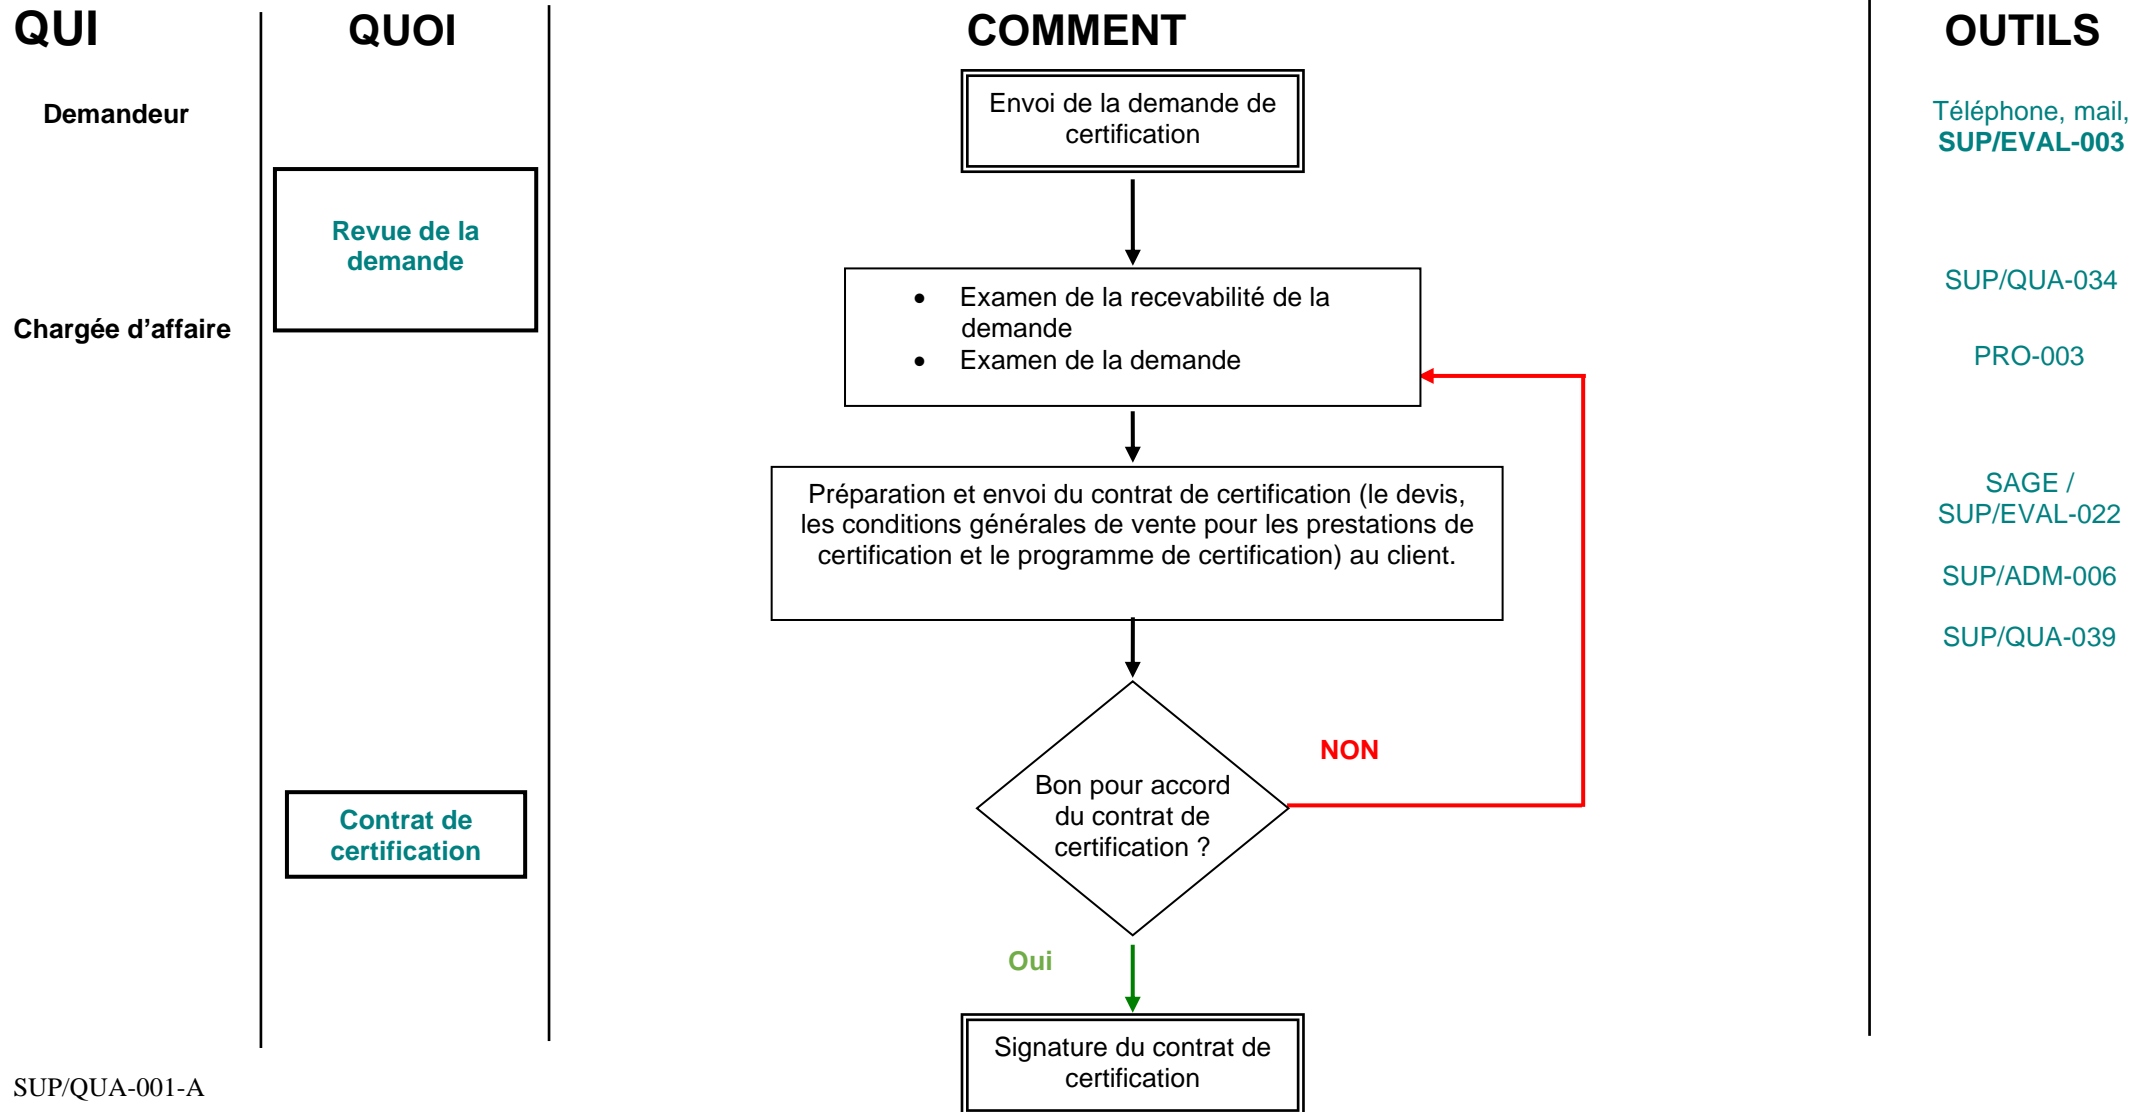 QUI
QUOI
COMMENT
OUTILS
Demandeur
Envoi de la demande de
certification
Téléphone, mail,
SUP/EVAL-003
Revue de la
demande
Chargée d’affaire
• Examen de la recevabilité de la
demande
• Examen de la demande
SUP/QUA-034
PRO-003
Préparation et envoi du contrat de certification (le devis,
les conditions générales de vente pour les prestations de
certification et le programme de certification) au client.
SAGE /
SUP/EVAL-022
SUP/ADM-006
SUP/QUA-039
NON
Bon pour accord
du contrat de
certification ?
Contrat de
certification
Oui
Signature du contrat de
certification
SUP/QUA-001-A